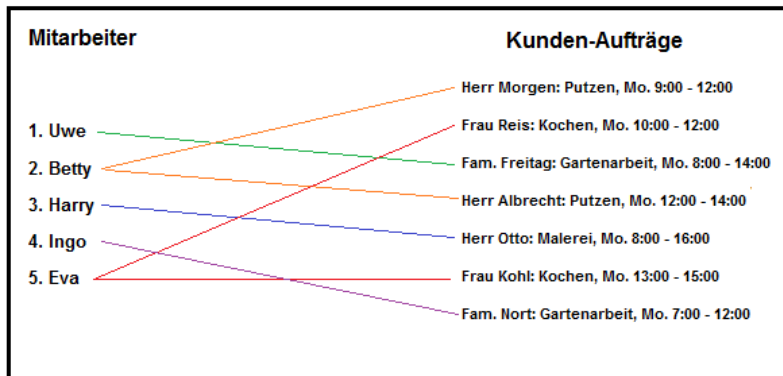 Mitarbeiter
Kunden-Aufträge
Herr Morgen: Putzen, Mo. 9:00 - 12:00
Frau Reis: Kochen, Mo. 10:00 - 12:00
1. Uwe
Fam. Freitag: Gartenarbeit, Mo. 8:00 - 14:00
2. Betty
Herr Albrecht: Putzen, Mo. 12:00 - 14:00
3. Harry
Herr Otto: Malerei, Mo. 8:00 - 16:00
4. Ingo
Frau Kohl: Kochen, Mo. 13:00 - 15:00
5. Eva
Fam. Nort: Gartenarbeit, Mo. 7:00 - 12:00